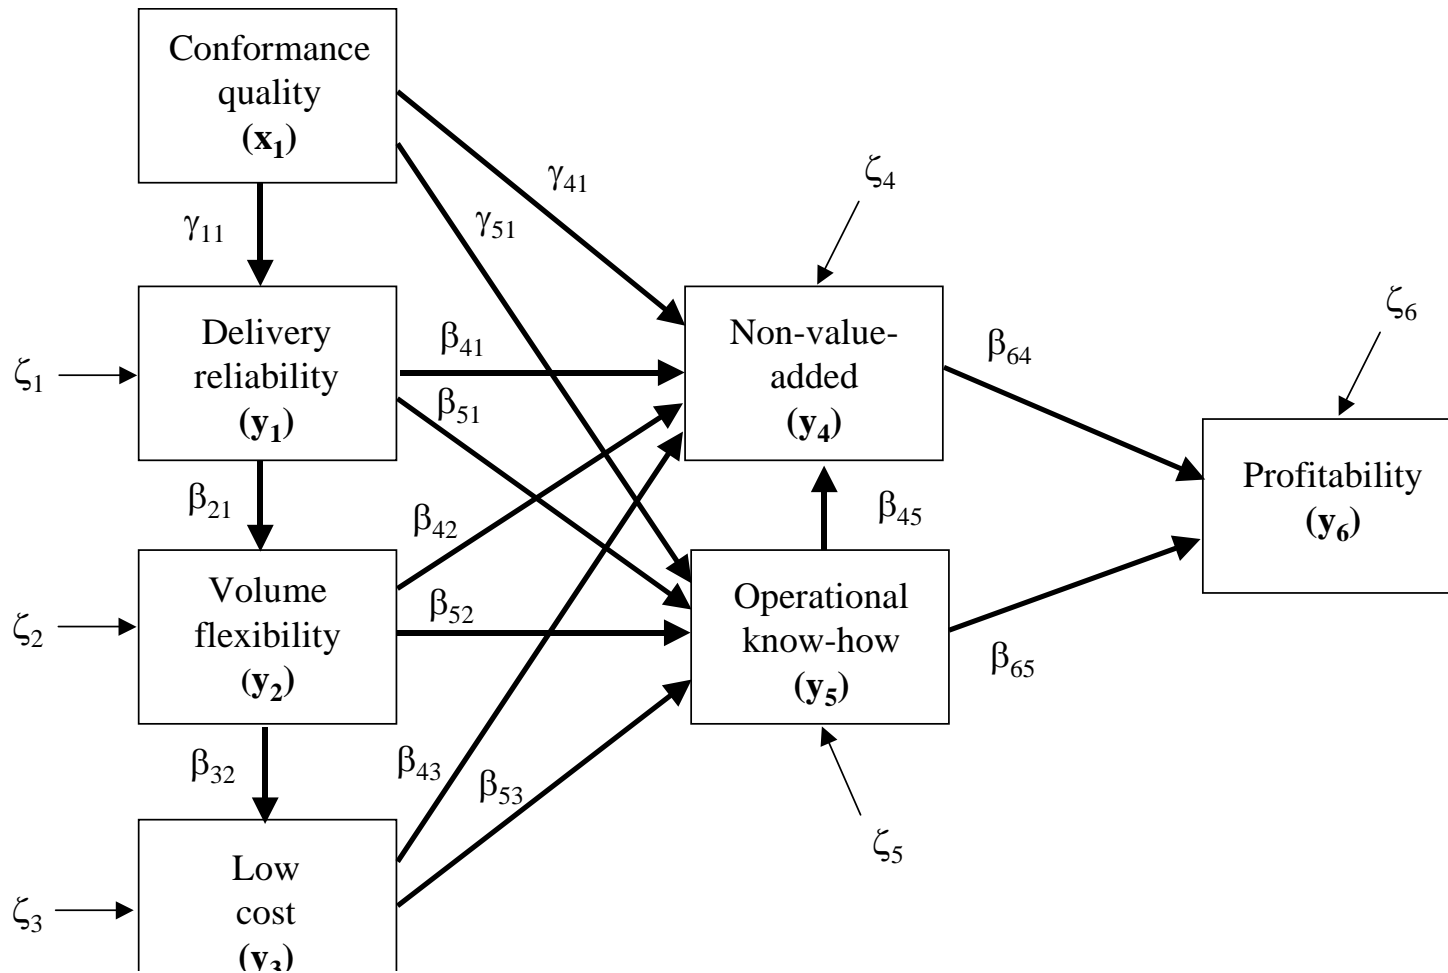 Conformance
quality
(x₁)
γ₄₁
ζ₄
γ₁₁
γ₅₁
ζ₆
Delivery
reliability
(y₁)
ζ₁
β₄₁
β₅₁
Non-value-
added
(y₄)
β₆₄
Profitability
(y₆)
β₂₁
β₄₂
β₄₅
Volume
flexibility
(y₂)
ζ₂
β₅₂
Operational
know-how
(y₅)
β₆₅
β₃₂
β₄₃
β₅₃
ζ₅
Low
cost
(y₃)
ζ₃